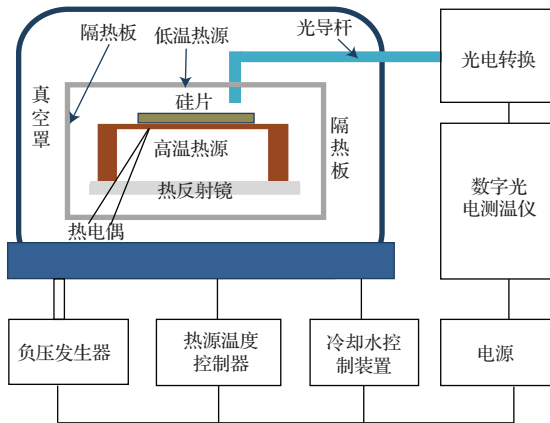 隔热板
低温热源
光导杆
光电转换
真空罩
硅片
高温热源
隔热板
热反射镜
热电偶
数字光
电测温仪
负压发生器
热源温度
控制器
冷却水控
制装置
电源